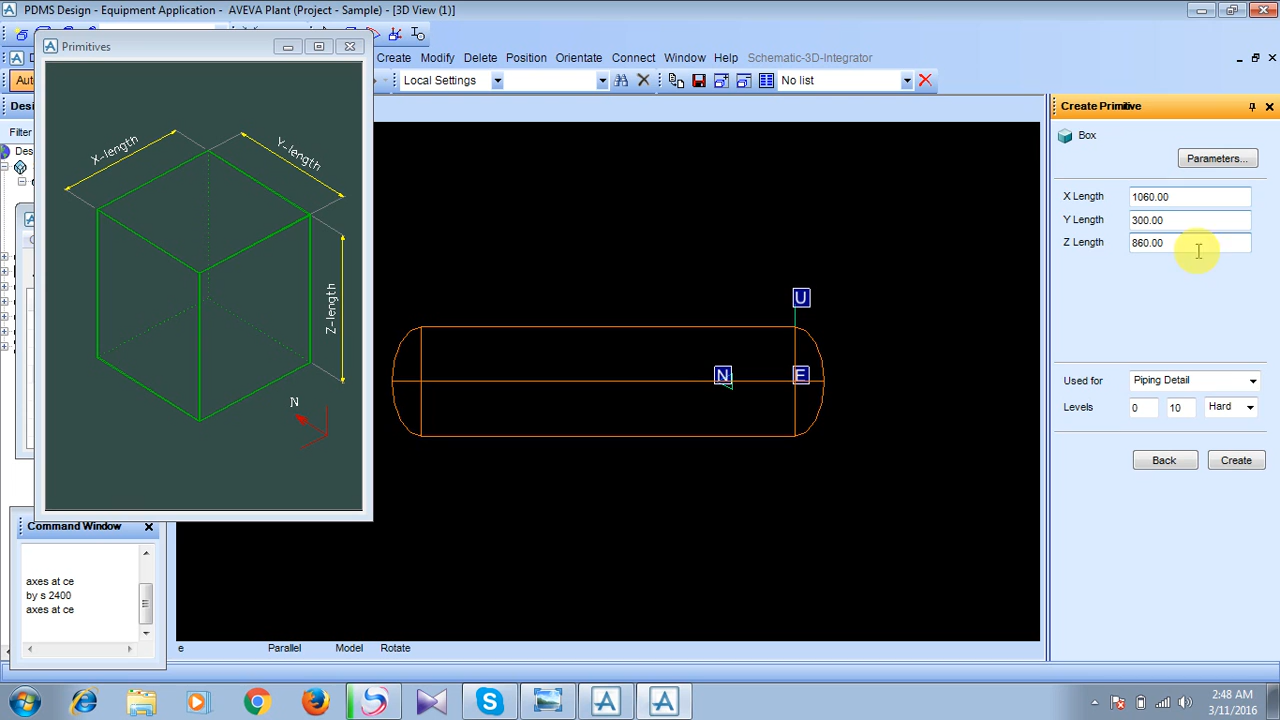 PDMS Design - Equipment Application - AVEVA Plant (Project - Sample) - [3D View (1)]
Primitives
Create Modify Delete Position Orientate Connect Window Help Schematic-3D-Integrator
Local Settings
No list
X-length
Y-length
Z-length
N
Filter
Create Primitive
Box
Parameters...
X Length 1060.00
Y Length 300.00
Z Length 860.00
U
N
E
Used for Piping Detail
Levels 0 10 Hard
Back Create
Command Window
axes at ce
by s 2400
axes at ce
e Parallel Model Rotate
2:48 AM
3/11/2016